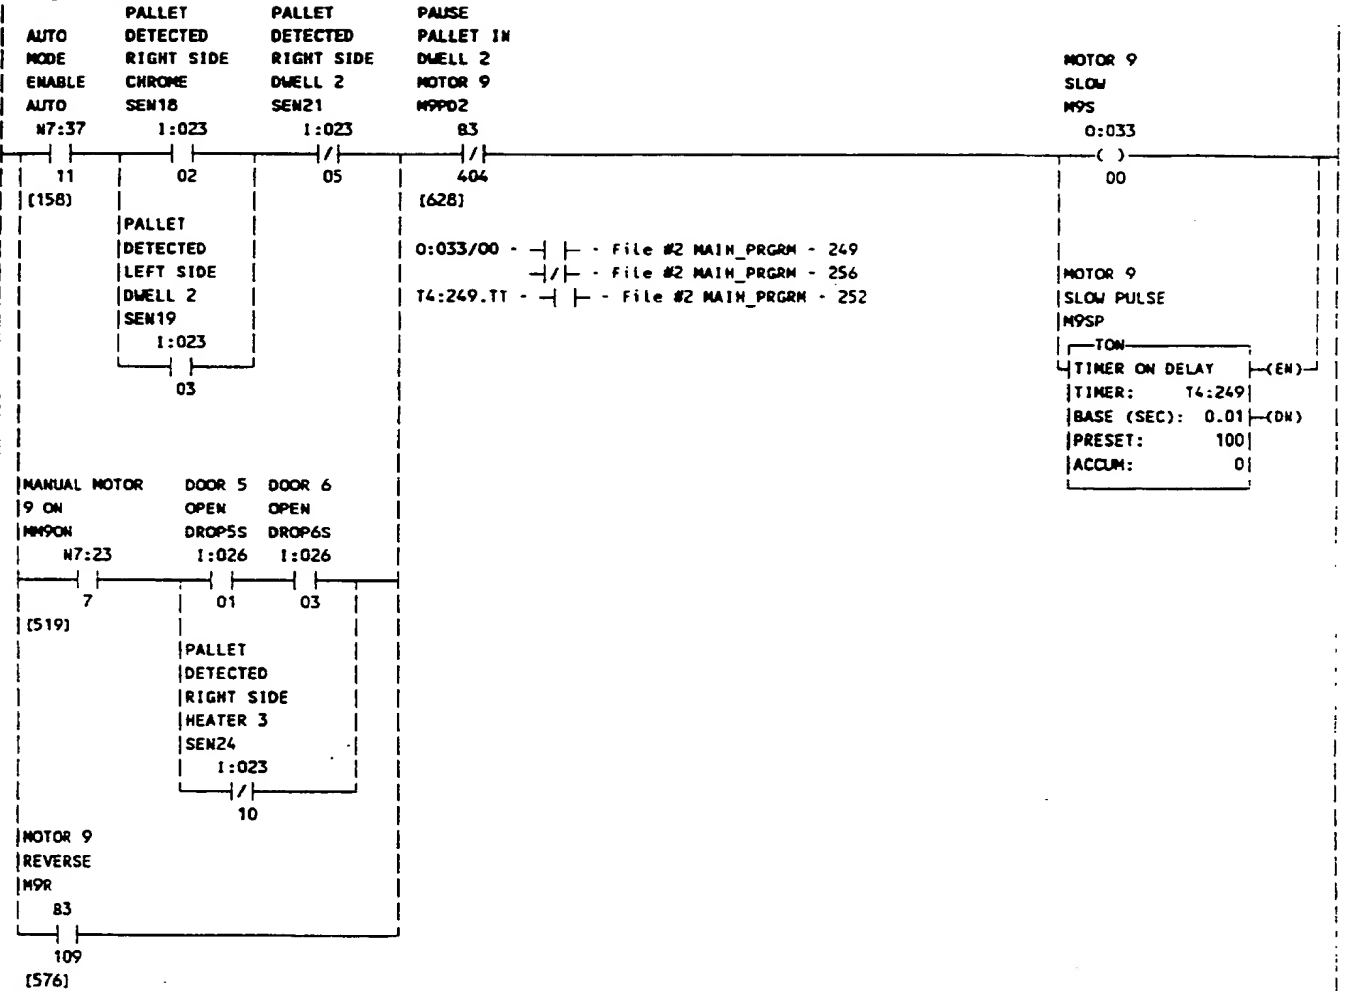 AUTO
MODE
ENABLE
AUTO
N7:37
11
[158]
PALLET
DETECTED
RIGHT SIDE
CHROME
SEN18
I:023
02
PALLET
DETECTED
RIGHT SIDE
DWELL 2
SEN21
I:023
05
PAUSE
PALLET IN
DWELL 2
MOTOR 9
M9PD2
B3
404
[628]
MOTOR 9
SLOW
M9S
O:033
( )
00
PALLET
DETECTED
LEFT SIDE
DWELL 2
SEN19
I:023
03
O:033/00 - ┤ ├ - File #2 MAIN_PRGRM - 249
┤/├ - File #2 MAIN_PRGRM - 256
T4:249.TT - ┤ ├ - File #2 MAIN_PRGRM - 252
MOTOR 9
SLOW PULSE
M9SP
TON
TIMER ON DELAY (EN)
TIMER: T4:249
BASE (SEC): 0.01 (DN)
PRESET: 100
ACCUM: 0
MANUAL MOTOR
9 ON
MM9ON
N7:23
7
[519]
DOOR 5
OPEN
DROP5S
I:026
01
DOOR 6
OPEN
DROP6S
I:026
03
PALLET
DETECTED
RIGHT SIDE
HEATER 3
SEN24
I:023
10
MOTOR 9
REVERSE
M9R
B3
109
[576]